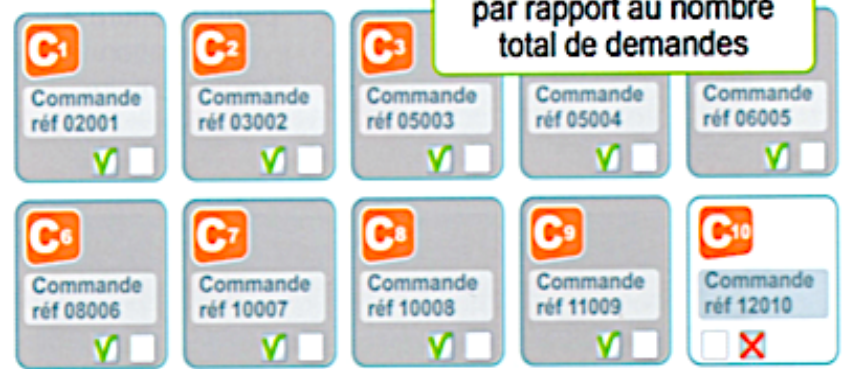 par rapport au nombre
total de demandes
C1
C2
C3
Commande
réf 02001
Commande
réf 03002
Commande
réf 05003
Commande
réf 05004
Commande
réf 06005
C6
C7
C8
C9
C10
Commande
réf 08006
Commande
réf 10007
Commande
réf 10008
Commande
réf 11009
Commande
réf 12010